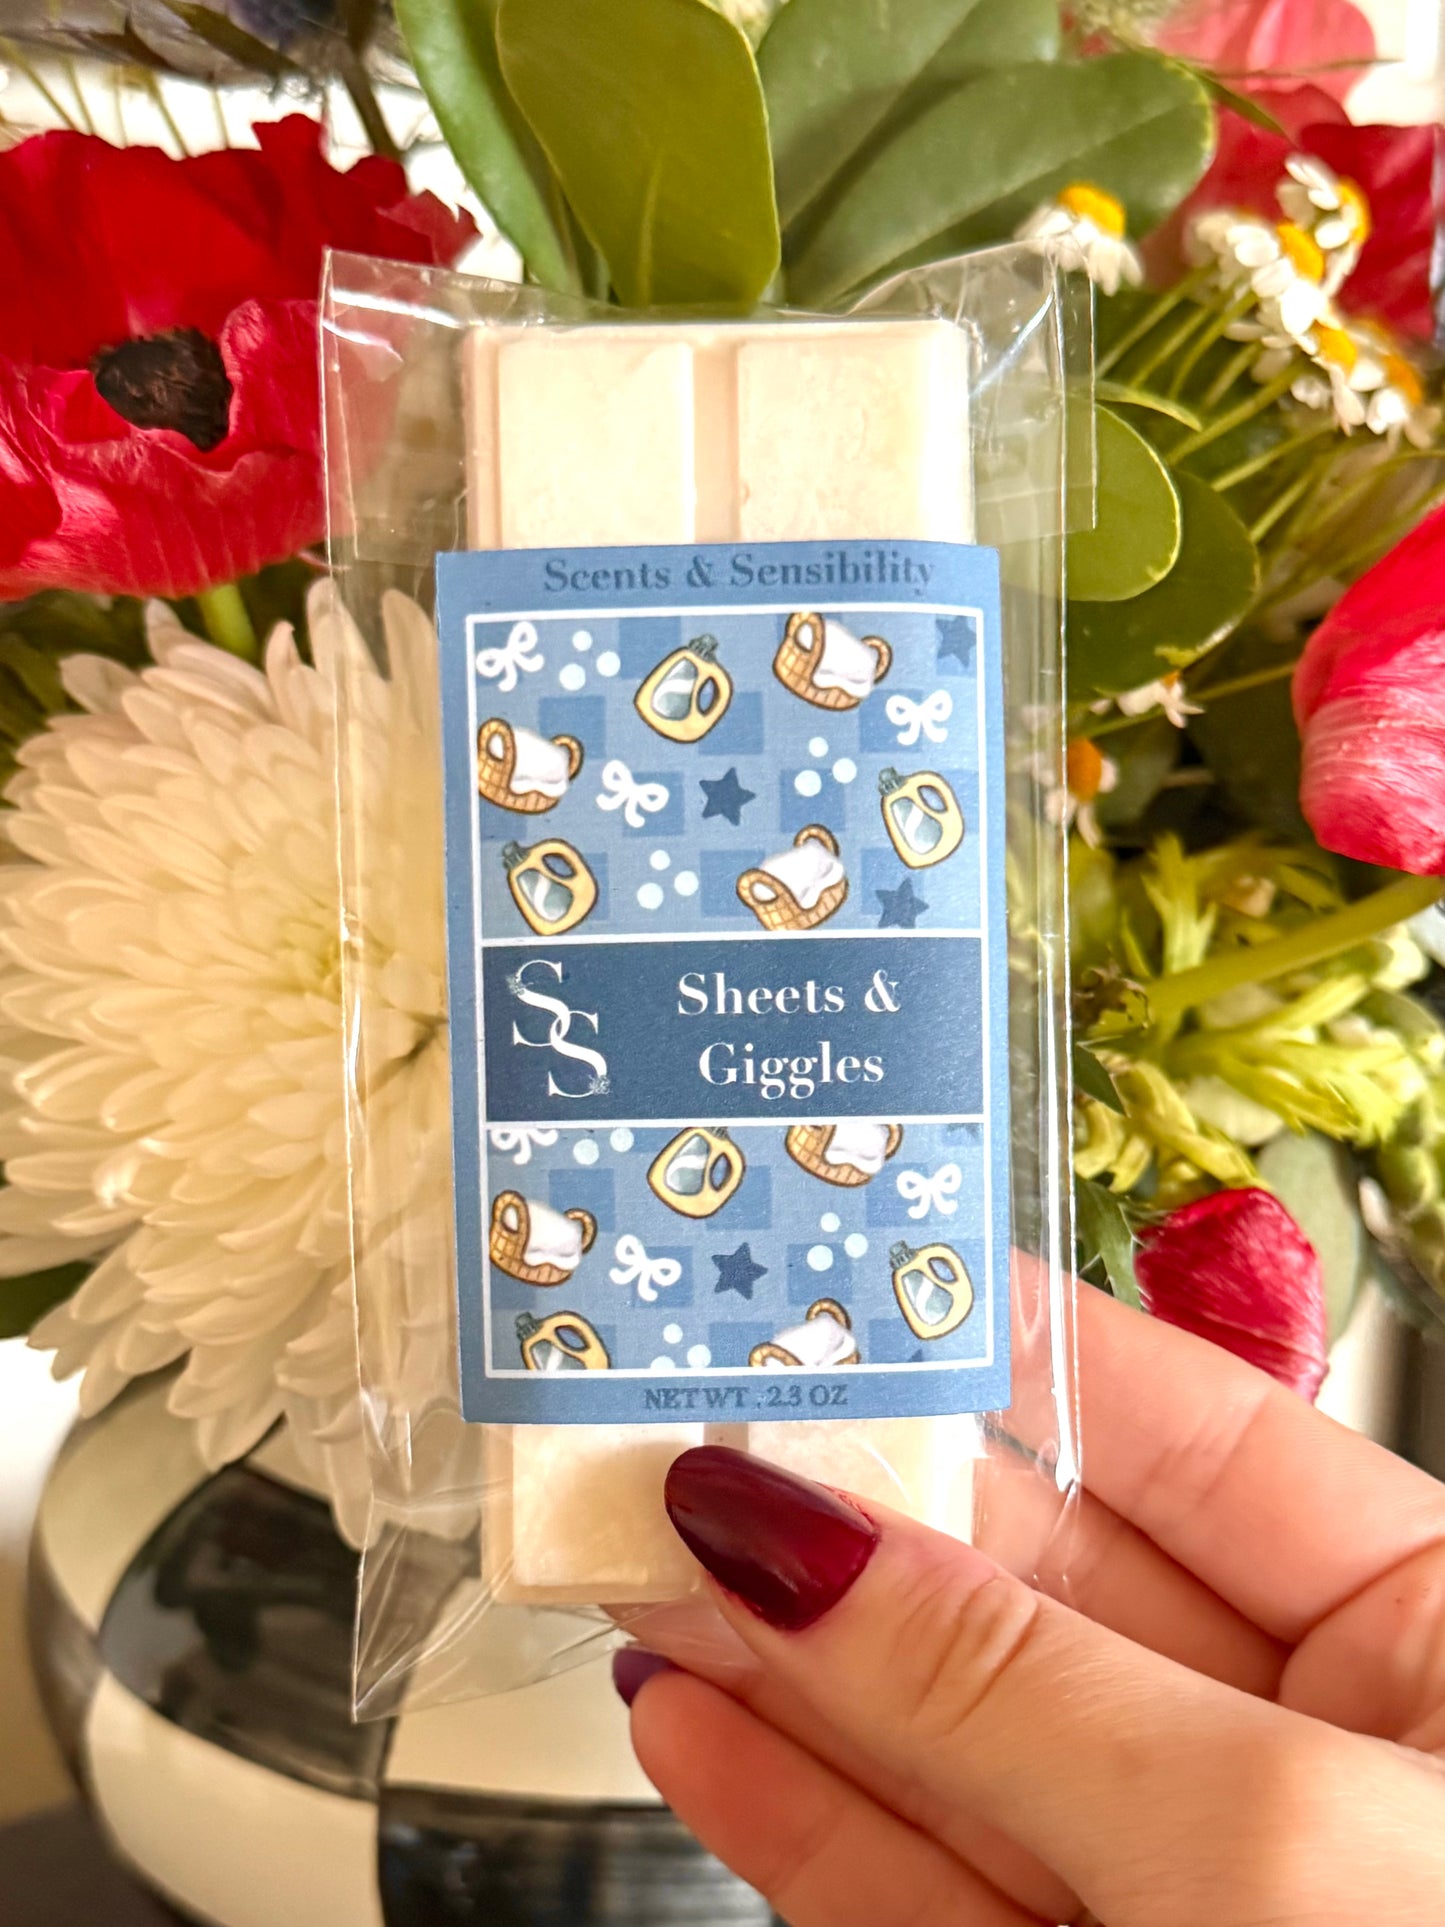 Scents & Sensibility
SS
Sheets &
Giggles
NET WT . 2.3 OZ